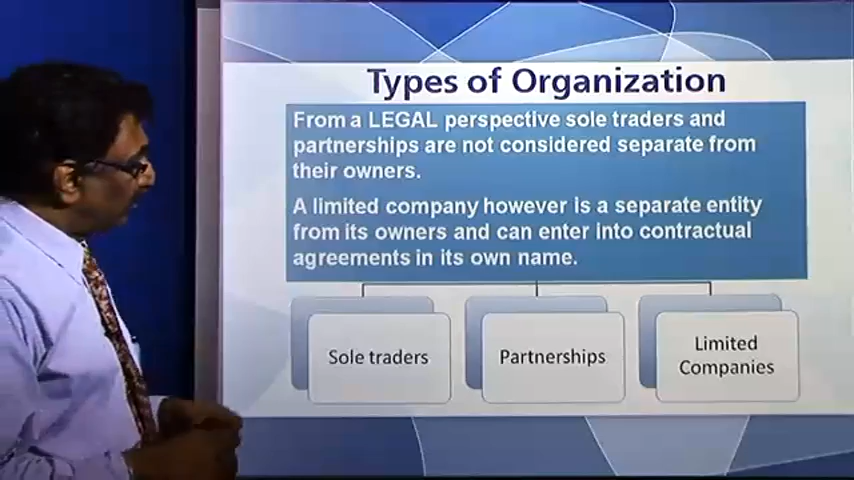 Types of Organization
From a LEGAL perspective sole traders and
partnerships are not considered separate from
their owners.
A limited company however is a separate entity
from its owners and can enter into contractual
agreements in its own name.
Sole traders
Partnerships
Limited
Companies